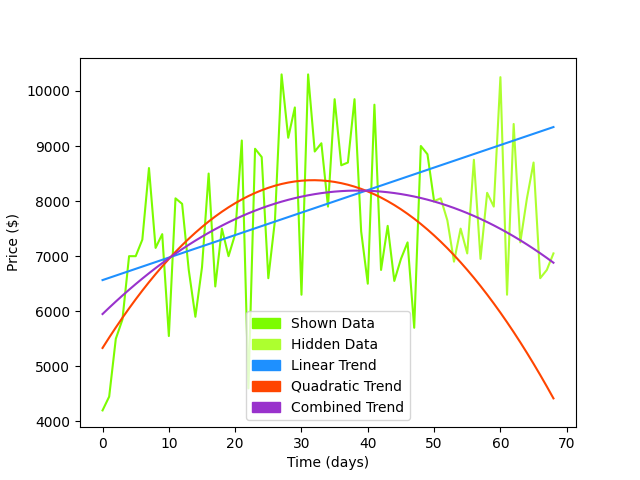 10000
9000
8000
7000
6000
5000
4000
Price ($)
Shown Data
Hidden Data
Linear Trend
Quadratic Trend
Combined Trend
0 10 20 30 40 50 60 70
Time (days)